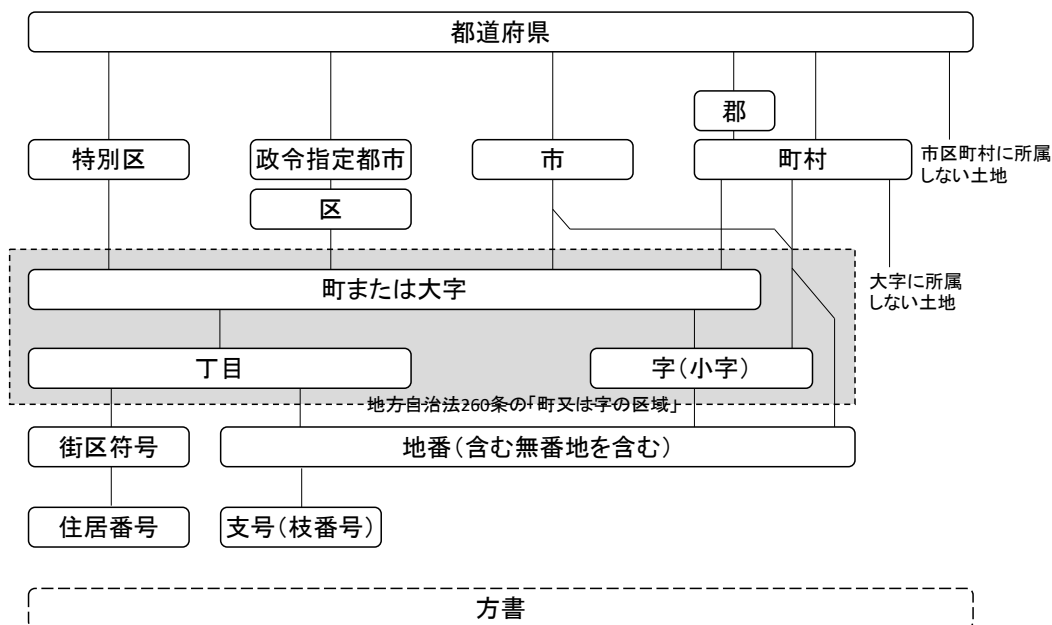 都道府県
郡
特別区
政令指定都市
市
町村
市区町村に所属
しない土地
区
町または大字
大字に所属
しない土地
丁目
字（小字）
地方自治法260条の「町又は字の区域」
街区符号
地番（含む無番地を含む）
住居番号
支号（枝番号）
方書